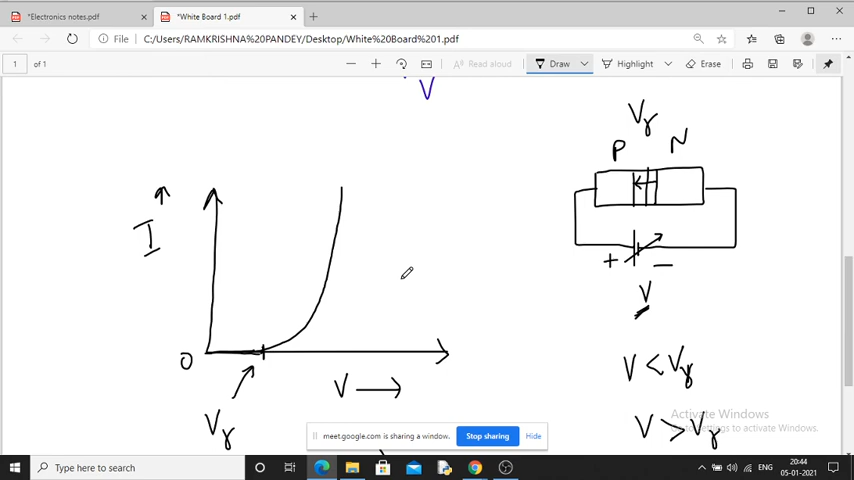 *Electronics notes.pdf
*White Board 1.pdf
File
C:/Users/RAMKRISHNA%20PANDEY/Desktop/White%20Board%201.pdf
1 of 1
Read aloud
Draw
Highlight
Erase
V
Vγ
P N
I
+ −
V
0
V < Vγ
V
Vγ
V > Vγ
Activate Windows
Go to Settings to activate Windows.
meet.google.com is sharing a window.
Stop sharing
Hide
Type here to search
ENG
20:44
05-01-2021